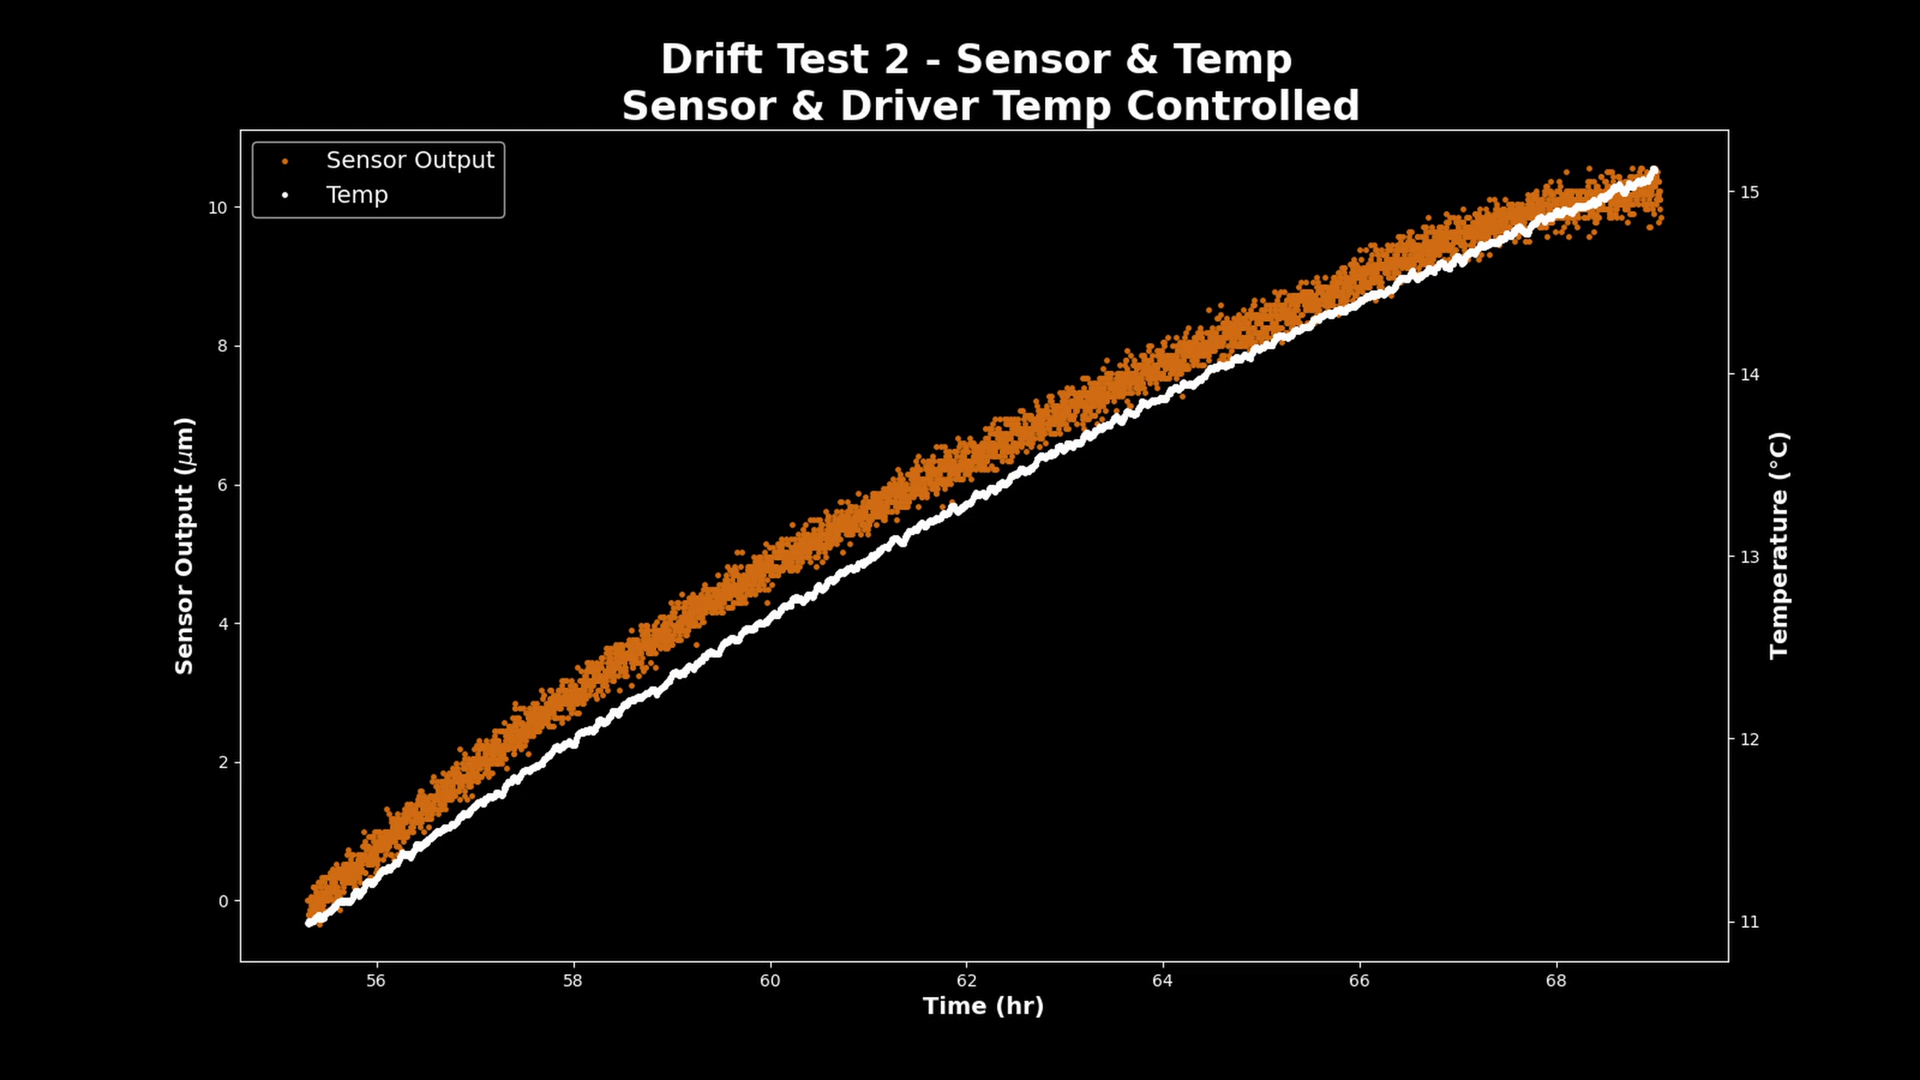 Drift Test 2 - Sensor & Temp
Sensor & Driver Temp Controlled
Sensor Output
Temp
10
8
6
4
2
0
Sensor Output (μm)
15
14
13
12
11
Temperature (°C)
56
58
60
62
64
66
68
Time (hr)